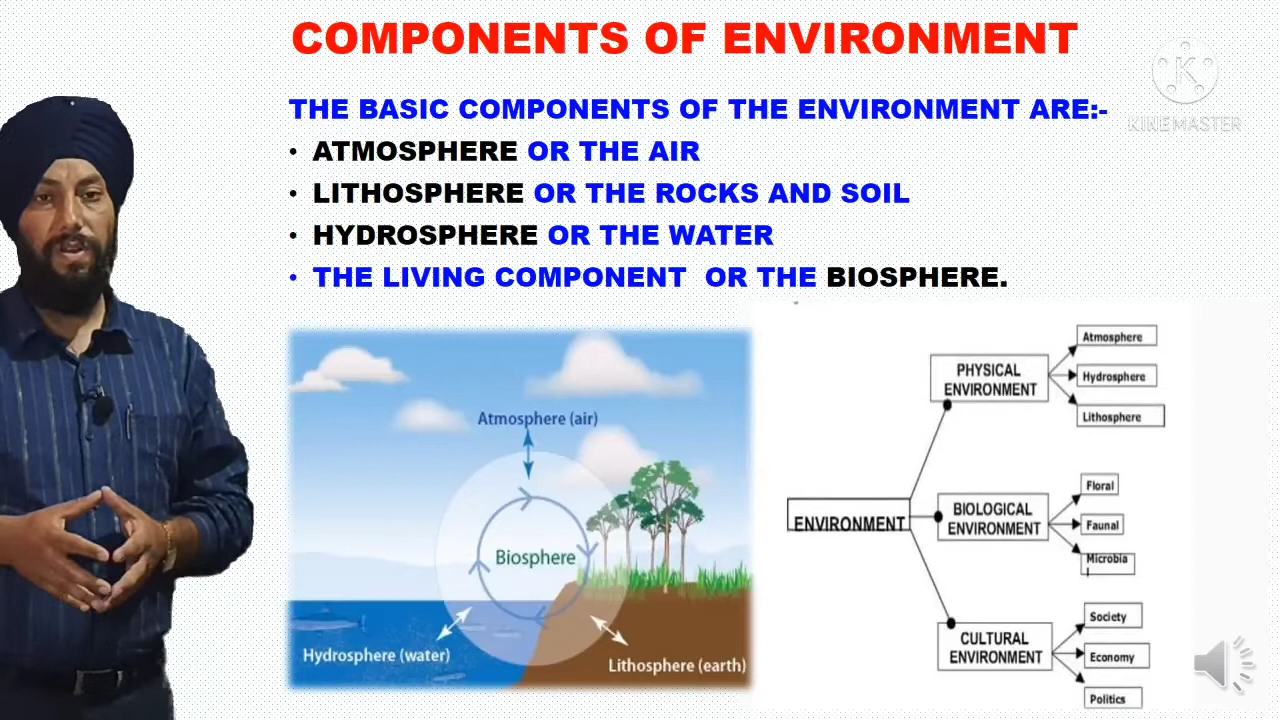 COMPONENTS OF ENVIRONMENT
KINEMASTER
THE BASIC COMPONENTS OF THE ENVIRONMENT ARE:-
• ATMOSPHERE OR THE AIR
• LITHOSPHERE OR THE ROCKS AND SOIL
• HYDROSPHERE OR THE WATER
• THE LIVING COMPONENT OR THE BIOSPHERE.
Atmosphere (air)
Biosphere
Hydrosphere (water)
Lithosphere (earth)
ENVIRONMENT
PHYSICAL
ENVIRONMENT
Atmosphere
Hydrosphere
Lithosphere
BIOLOGICAL
ENVIRONMENT
Floral
Faunal
Microbia
l
CULTURAL
ENVIRONMENT
Society
Economy
Politics